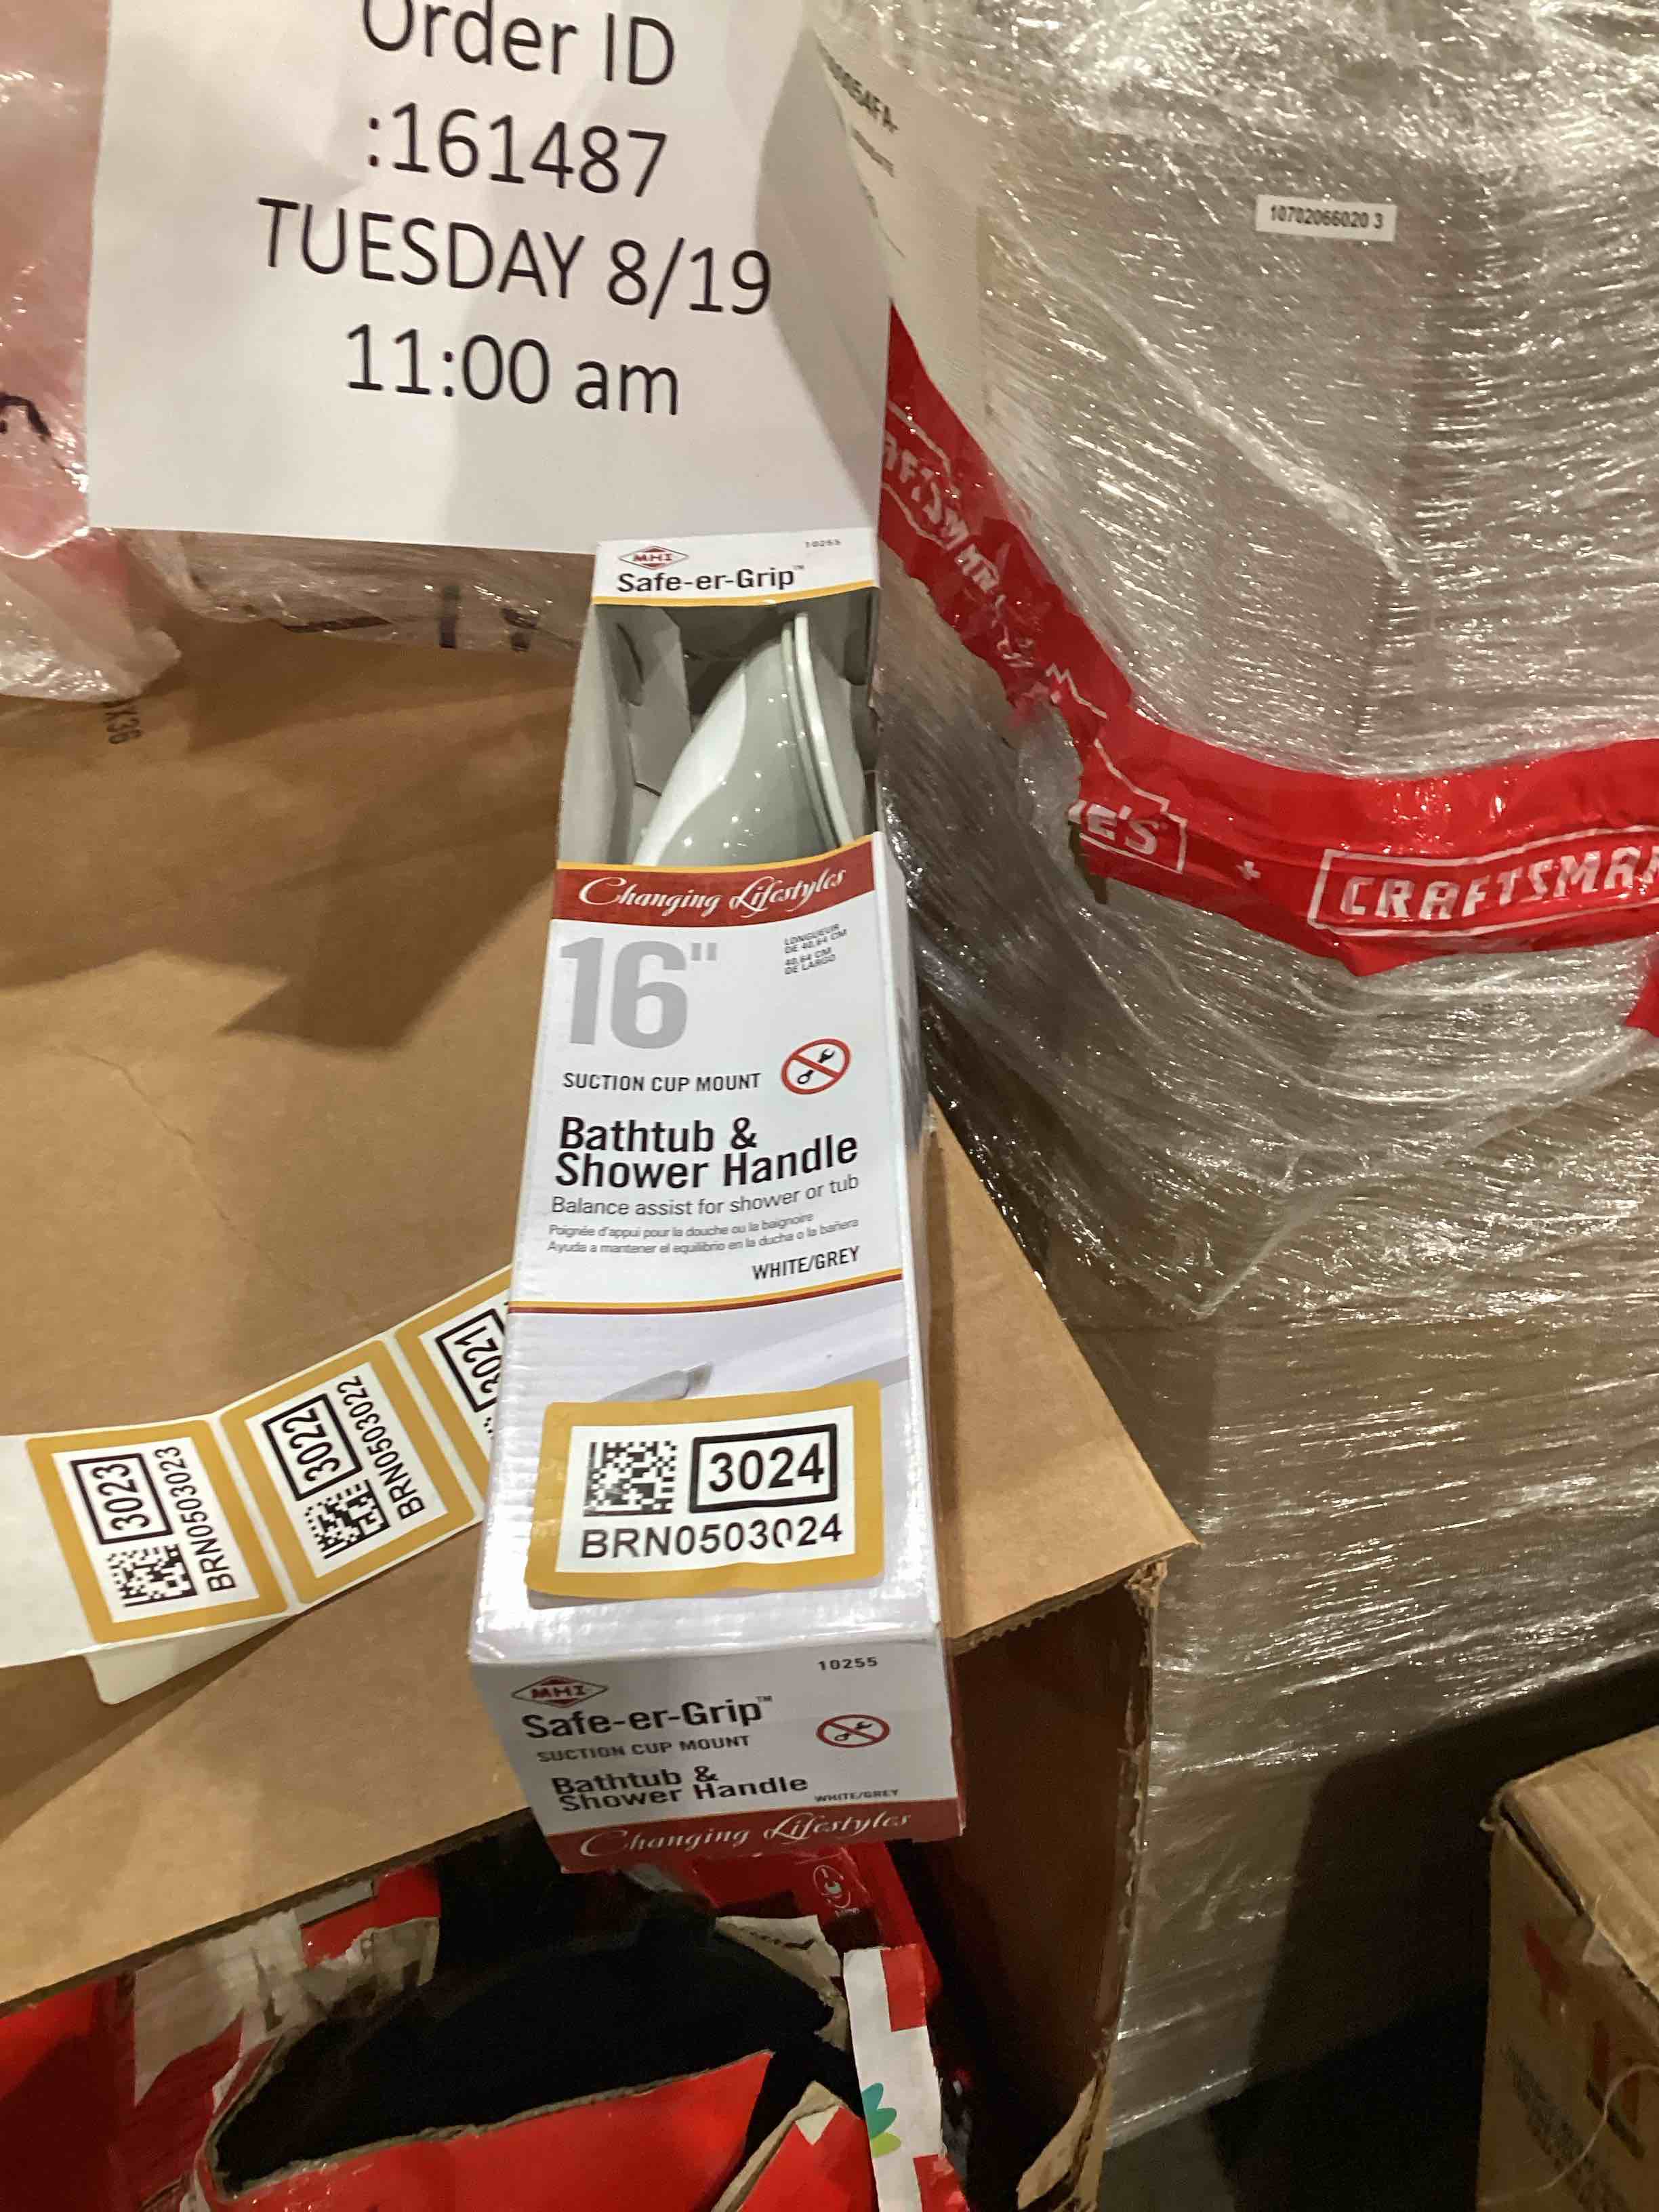 Order ID
:161487
TUESDAY 8/19
11:00 am
10702066020 3
MHI
10255
Safe-er-Grip™
CRAFTSMAN
Changing Lifestyles
16"
LONGUEUR
DE 40,64 CM
40,64 CM
DE LARGO
SUCTION CUP MOUNT
Bathtub &
Shower Handle
Balance assist for shower or tub
Poignée d'appui pour la douche ou la baignoire
Ayuda a mantener el equilibrio en la ducha o la bañera
WHITE/GREY
3021
3022
BRN0503022
3023
BRN0503023
3024
BRN0503024
10255
MHI
Safe-er-Grip™
SUCTION CUP MOUNT
Bathtub &
Shower Handle
WHITE/GREY
Changing Lifestyles